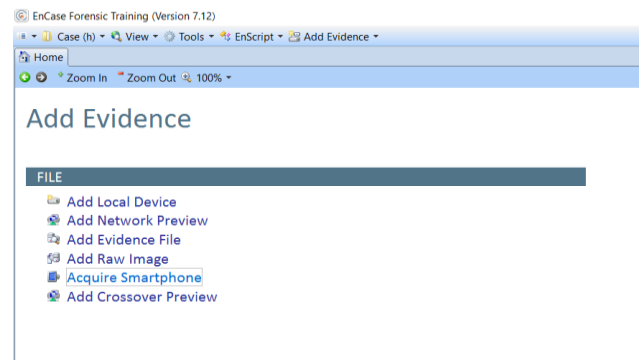 EnCase Forensic Training (Version 7.12)
Case (h) View Tools EnScript Add Evidence
Home
Zoom In Zoom Out 100%
Add Evidence
FILE
Add Local Device
Add Network Preview
Add Evidence File
Add Raw Image
Acquire Smartphone
Add Crossover Preview